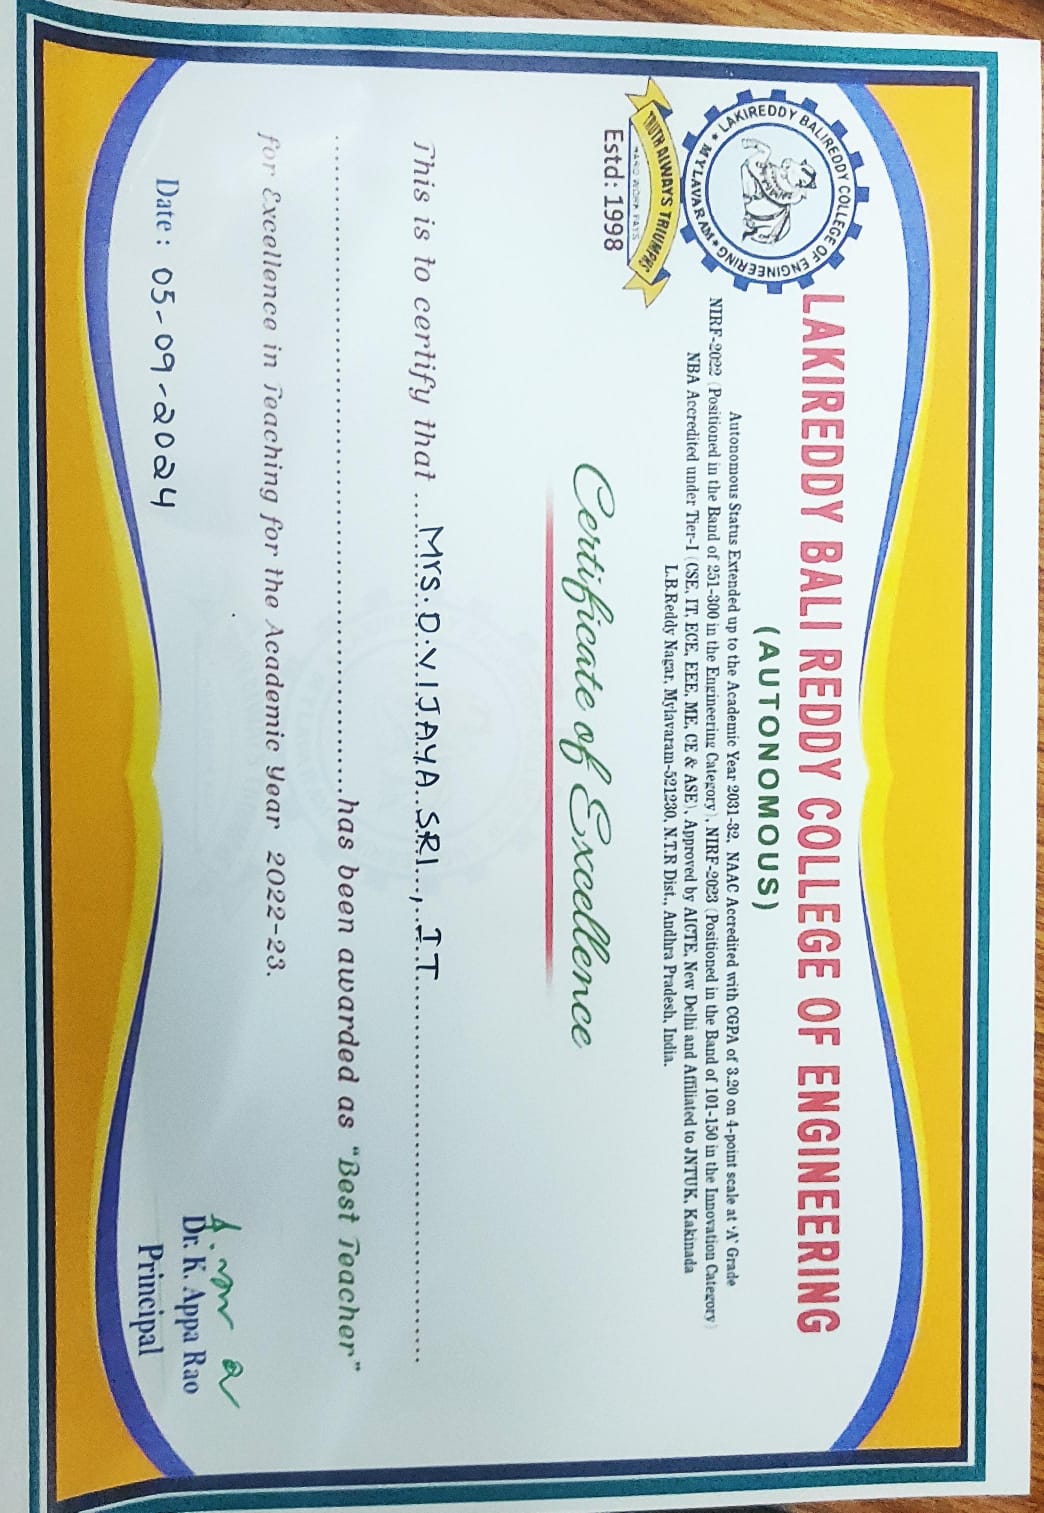 LAKIREDDY BALI REDDY COLLEGE OF ENGINEERING
(AUTONOMOUS)
Autonomous Status Extended up to the Academic Year 2031-32, NAAC Accredited with CGPA of 3.20 on 4-point scale at 'A' Grade
NIRF-2022 (Positioned in the Band of 251-300 in the Engineering Category), NIRF-2023 (Positioned in the Band of 101-150 in the Innovation Category)
NBA Accredited under Tier-I (CSE, IT, ECE, EEE, ME, CE & ASE), Approved by AICTE, New Delhi and Affiliated to JNTUK, Kakinada
L.B.Reddy Nagar, Mylavaram-521230, N.T.R Dist., Andhra Pradesh, India.
LAKIREDDY BALIREDDY COLLEGE OF ENGINEERING
* MYLAVARAM *
TRUTH ALWAYS TRIUMPHS
HARD WORK PAYS
Estd: 1998
Certificate of Excellence
This is to certify that Mrs. D. VIJAYA SRI, IT
has been awarded as "Best Teacher"
for Excellence in Teaching for the Academic Year 2022-23.
Date : 05-09-2024
Dr. K. Appa Rao
Principal